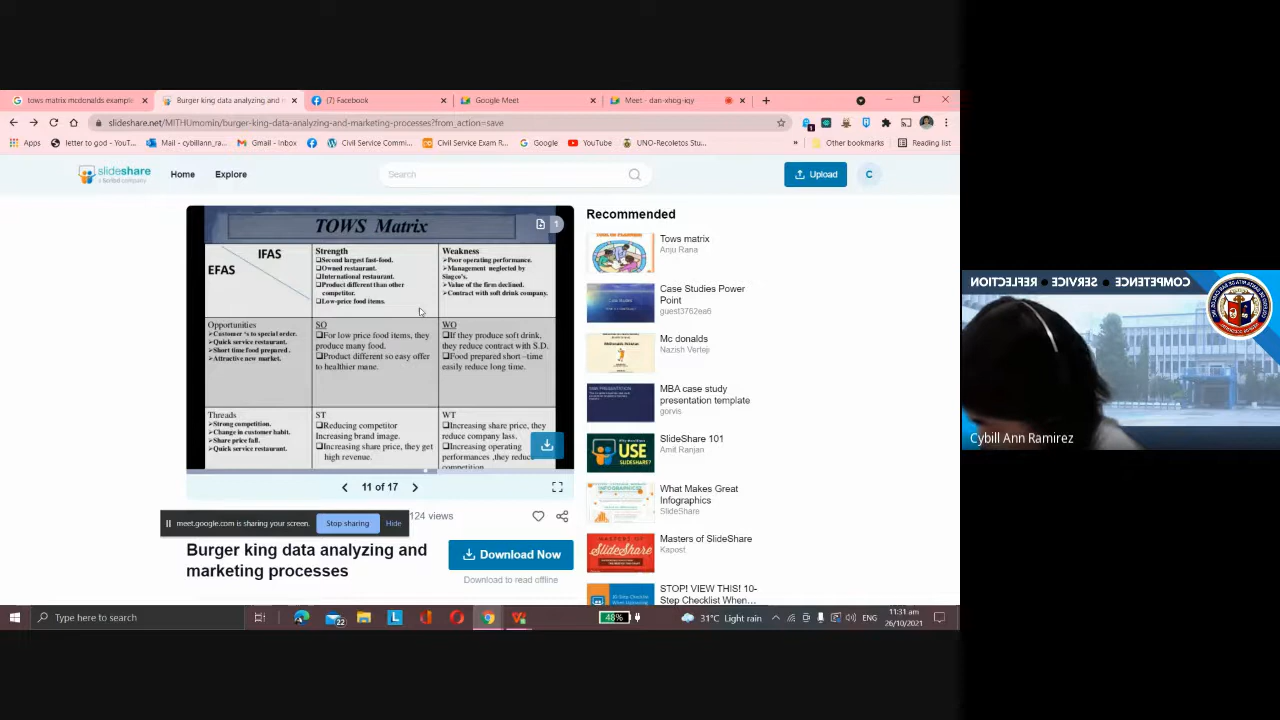 tows matrix mcdonalds example
Burger king data analyzing and m
(7) Facebook
Google Meet
Meet - dan-xhog-iqy
slideshare.net/MITHUmomin/burger-king-data-analyzing-and-marketing-processes?from_action=save
Apps
letter to god - YouT...
Mail - cybillann_ra...
Gmail - Inbox
Civil Service Commi...
Civil Service Exam R...
Google
YouTube
UNO-Recoletos Stu...
Other bookmarks
Reading list
slideshare
a Scribd company
Home
Explore
Search
Upload
C
TOWS Matrix
1
IFAS
EFAS
Strength
Second largest fast-food.
Owned restaurant.
International restaurant.
Product different than other
competitor.
Low-price food items.
Weakness
Poor operating performance.
Management neglected by
Value of the firm declined.
Contract with soft drink company.
Opportunities
Customer 's to special order.
Quick service restaurant.
Short time food prepared.
Attractive new market.
SO
For low price food items, they
produce many food.
Product different so easy offer
to healthier mane.
WO
If they produce soft drink,
they reduce contract with S.D.
Food prepared short-time
easily reduce long time.
Threads
Strong competition.
Change in customer habit.
Share price fall.
Quick service restaurant.
ST
Reducing competitor
Increasing brand image.
Increasing share price, they get
high revenue.
WT
Increasing share price, they
reduce company lass.
Increasing operating
performances ,they reduce
competition
11 of 17
Recommended
Tows matrix
Anju Rana
Case Studies Power
Point
guest3762ea6
Mc donalds
Nazish Vertej
MBA case study
presentation template
gorvis
SlideShare 101
Amit Ranjan
USE
What Makes Great
Infographics
SlideShare
Masters of SlideShare
Kapost
STOP! VIEW THIS! 10-
Step Checklist When...
meet.google.com is sharing your screen.
Stop sharing
Hide
124 views
Burger king data analyzing and
marketing processes
Download Now
Download to read offline
Type here to search
22
48%
31°C Light rain
ENG
11:31 am
26/10/2021
COMPETENCE
SERVICE
REFLECTION
Cybill Ann Ramirez